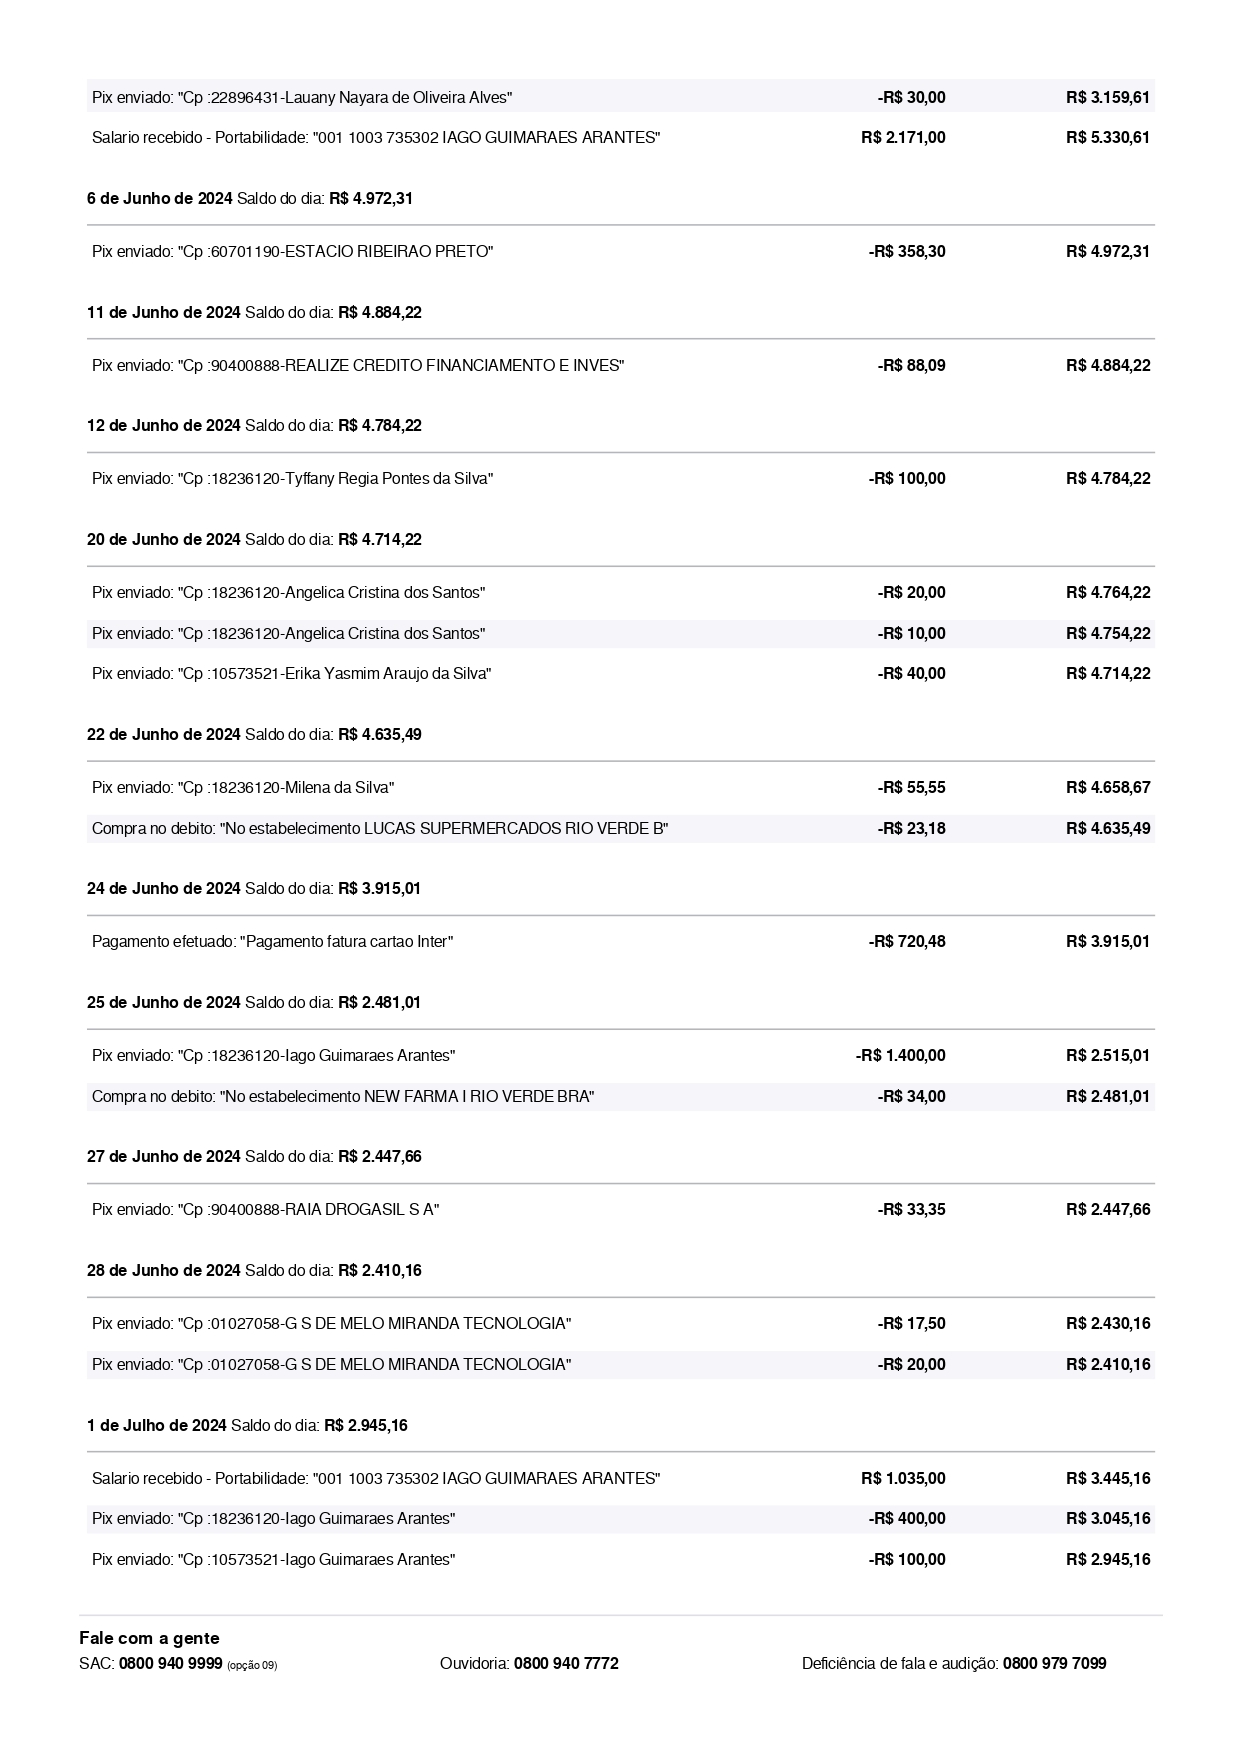 Pix enviado: "Cp :22896431-Lauany Nayara de Oliveira Alves" -R$ 30,00 R$ 3.159,61
Salario recebido - Portabilidade: "001 1003 735302 IAGO GUIMARAES ARANTES" R$ 2.171,00 R$ 5.330,61
6 de Junho de 2024 Saldo do dia: R$ 4.972,31
Pix enviado: "Cp :60701190-ESTACIO RIBEIRAO PRETO" -R$ 358,30 R$ 4.972,31
11 de Junho de 2024 Saldo do dia: R$ 4.884,22
Pix enviado: "Cp :90400888-REALIZE CREDITO FINANCIAMENTO E INVES" -R$ 88,09 R$ 4.884,22
12 de Junho de 2024 Saldo do dia: R$ 4.784,22
Pix enviado: "Cp :18236120-Tyffany Regia Pontes da Silva" -R$ 100,00 R$ 4.784,22
20 de Junho de 2024 Saldo do dia: R$ 4.714,22
Pix enviado: "Cp :18236120-Angelica Cristina dos Santos" -R$ 20,00 R$ 4.764,22
Pix enviado: "Cp :18236120-Angelica Cristina dos Santos" -R$ 10,00 R$ 4.754,22
Pix enviado: "Cp :10573521-Erika Yasmim Araujo da Silva" -R$ 40,00 R$ 4.714,22
22 de Junho de 2024 Saldo do dia: R$ 4.635,49
Pix enviado: "Cp :18236120-Milena da Silva" -R$ 55,55 R$ 4.658,67
Compra no debito: "No estabelecimento LUCAS SUPERMERCADOS RIO VERDE B" -R$ 23,18 R$ 4.635,49
24 de Junho de 2024 Saldo do dia: R$ 3.915,01
Pagamento efetuado: "Pagamento fatura cartao Inter" -R$ 720,48 R$ 3.915,01
25 de Junho de 2024 Saldo do dia: R$ 2.481,01
Pix enviado: "Cp :18236120-Iago Guimaraes Arantes" -R$ 1.400,00 R$ 2.515,01
Compra no debito: "No estabelecimento NEW FARMA I RIO VERDE BRA" -R$ 34,00 R$ 2.481,01
27 de Junho de 2024 Saldo do dia: R$ 2.447,66
Pix enviado: "Cp :90400888-RAIA DROGASIL S A" -R$ 33,35 R$ 2.447,66
28 de Junho de 2024 Saldo do dia: R$ 2.410,16
Pix enviado: "Cp :01027058-G S DE MELO MIRANDA TECNOLOGIA" -R$ 17,50 R$ 2.430,16
Pix enviado: "Cp :01027058-G S DE MELO MIRANDA TECNOLOGIA" -R$ 20,00 R$ 2.410,16
1 de Julho de 2024 Saldo do dia: R$ 2.945,16
Salario recebido - Portabilidade: "001 1003 735302 IAGO GUIMARAES ARANTES" R$ 1.035,00 R$ 3.445,16
Pix enviado: "Cp :18236120-Iago Guimaraes Arantes" -R$ 400,00 R$ 3.045,16
Pix enviado: "Cp :10573521-Iago Guimaraes Arantes" -R$ 100,00 R$ 2.945,16
Fale com a gente
SAC: 0800 940 9999 (opção 09) Ouvidoria: 0800 940 7772 Deficiência de fala e audição: 0800 979 7099